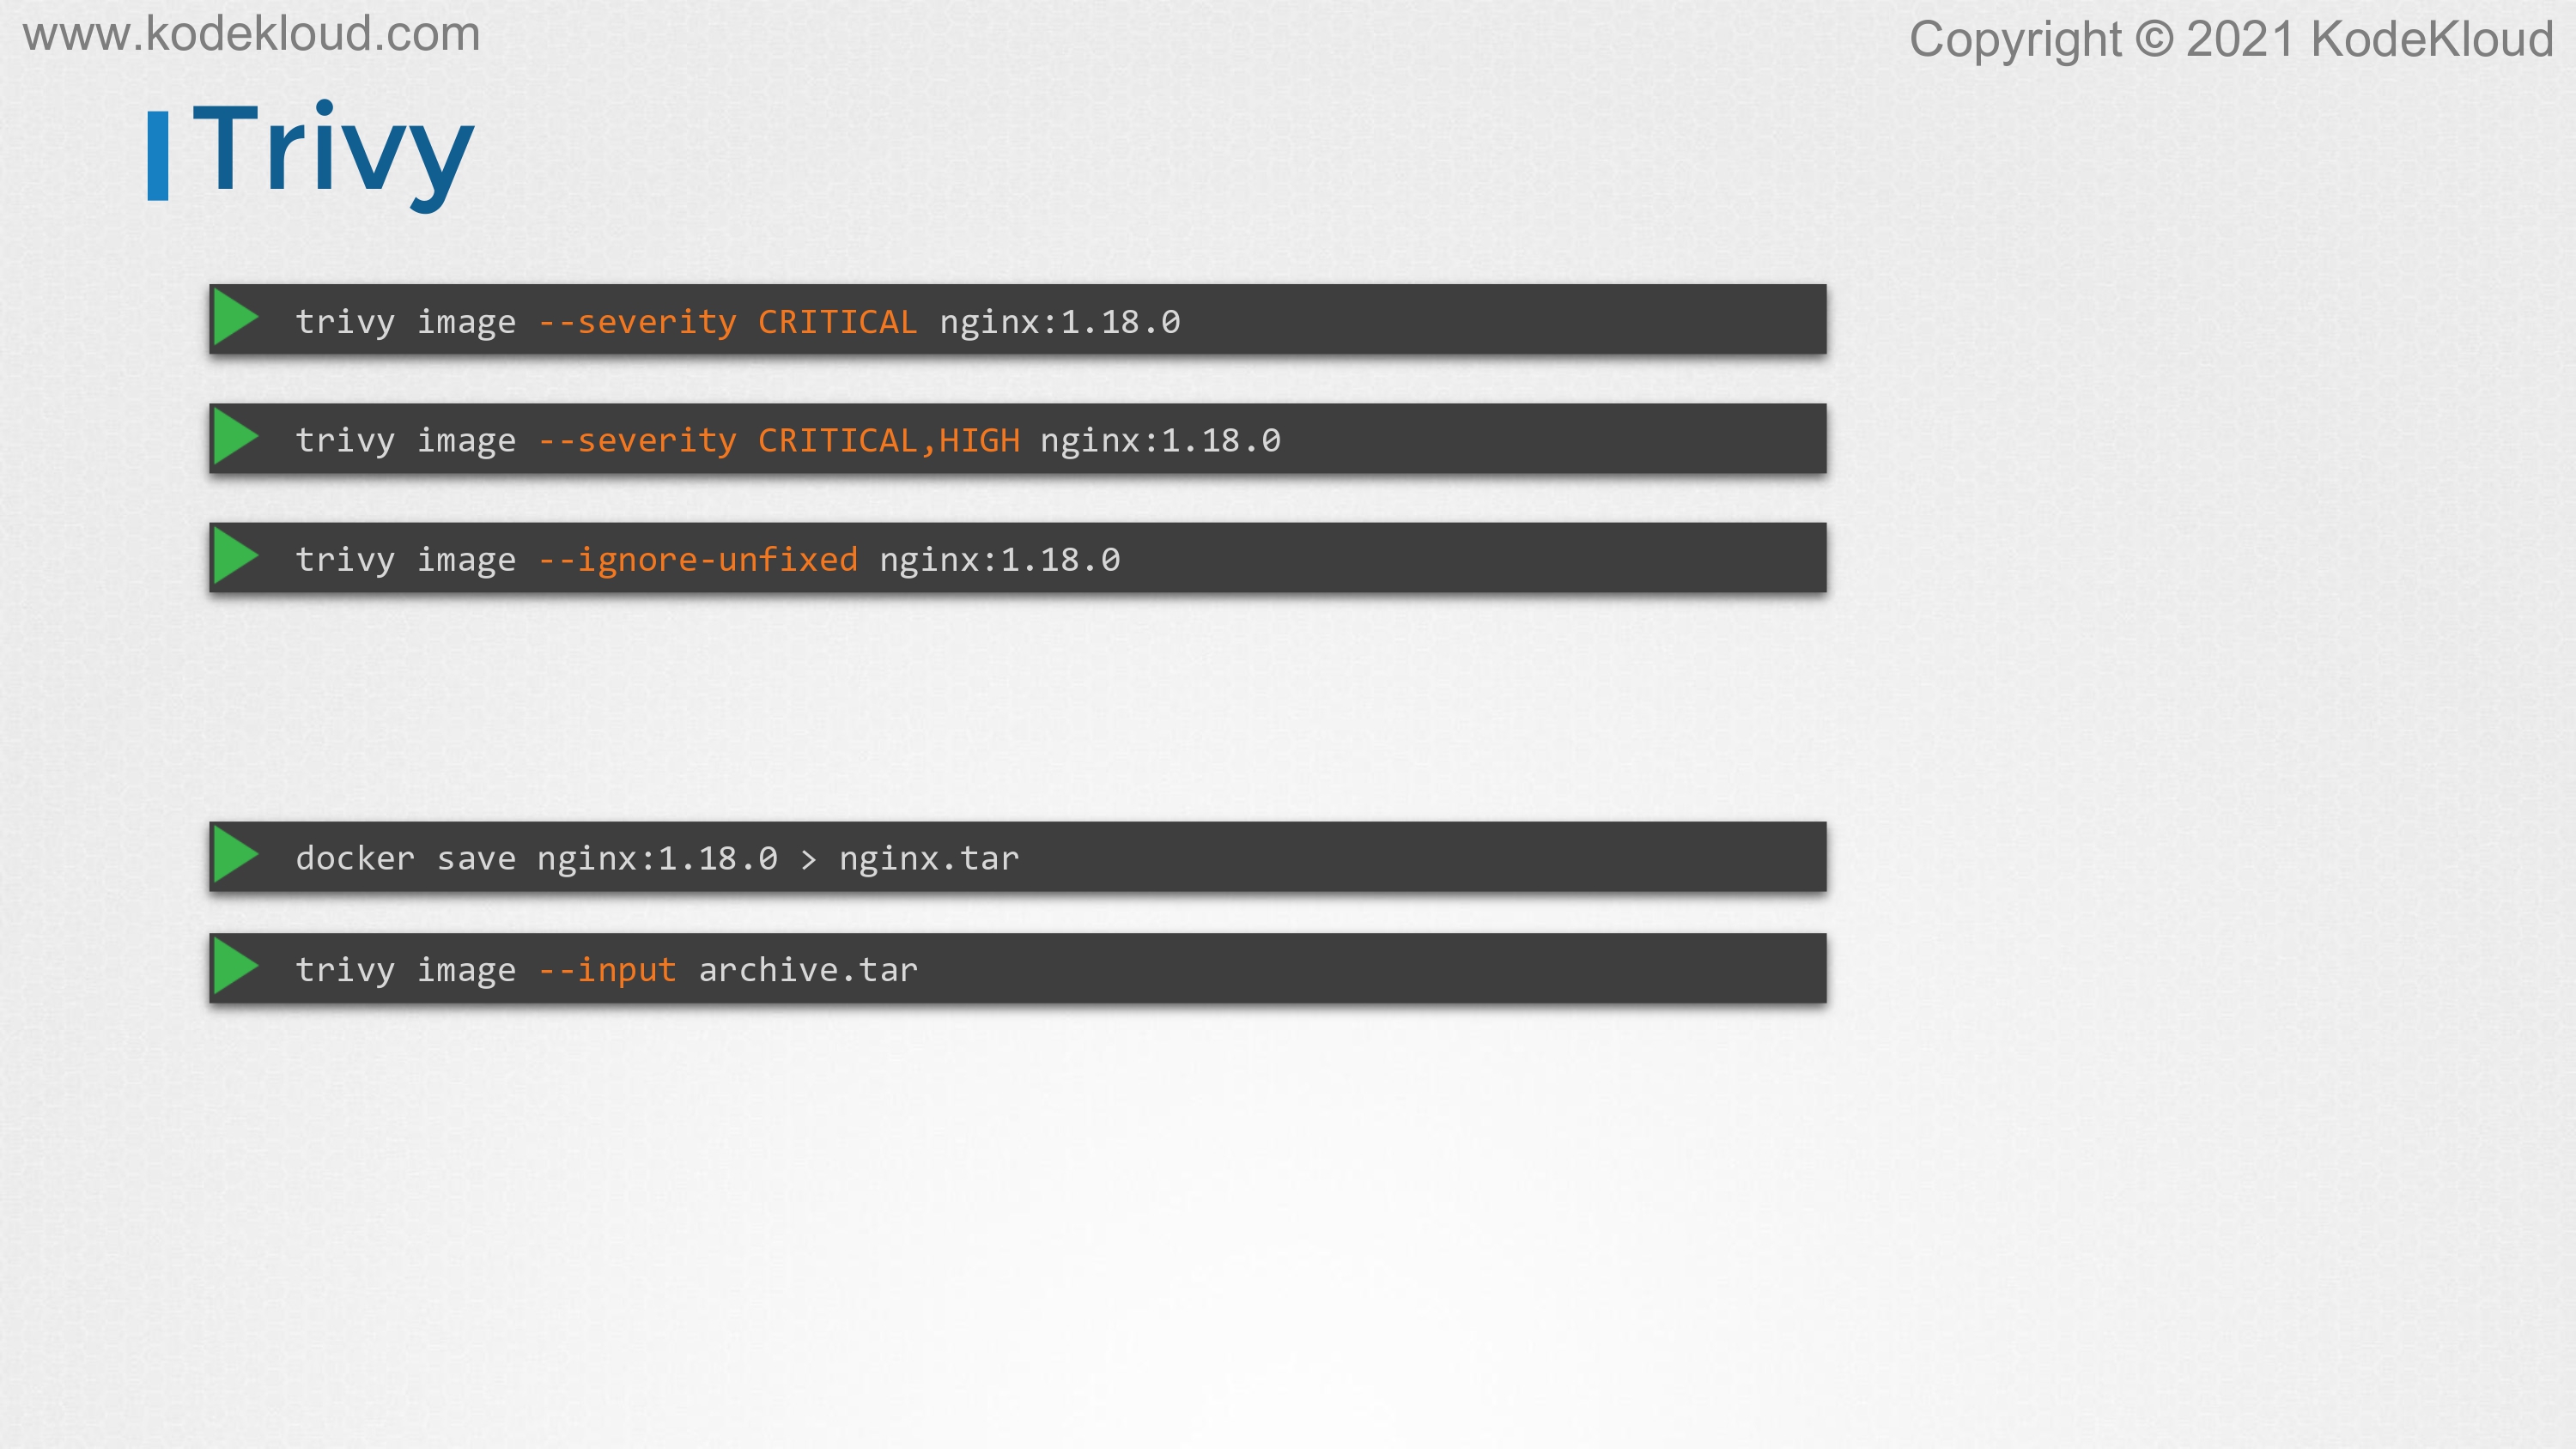 www.kodekloud.com
Copyright © 2021 KodeKloud
Trivy
trivy image --severity CRITICAL nginx:1.18.0
trivy image --severity CRITICAL,HIGH nginx:1.18.0
trivy image --ignore-unfixed nginx:1.18.0
docker save nginx:1.18.0 > nginx.tar
trivy image --input archive.tar